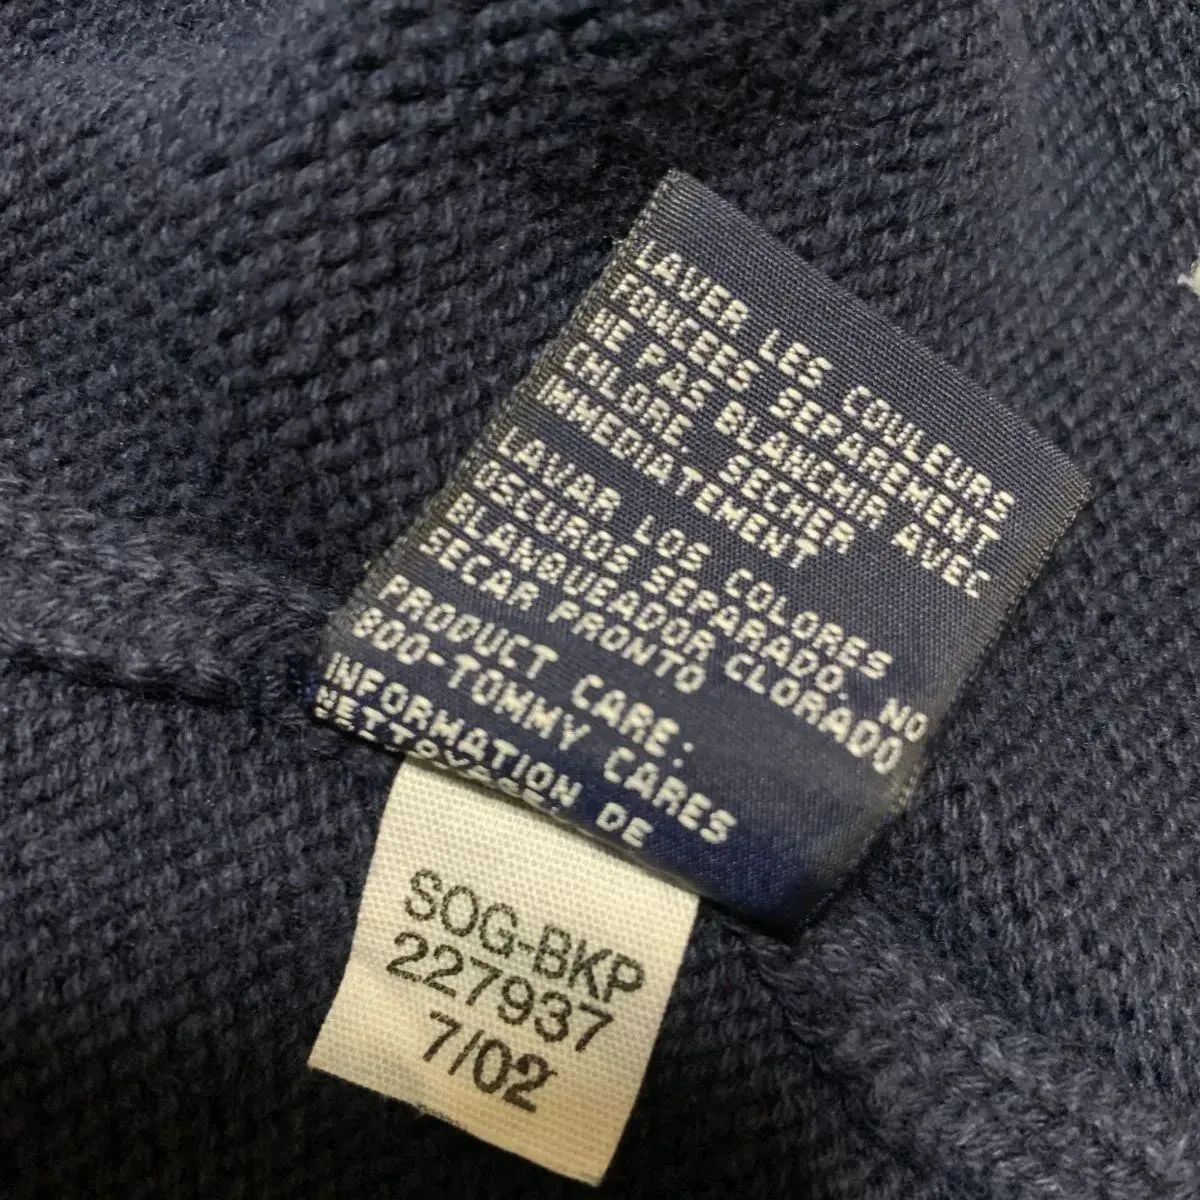 LAVER LES COULEURS
FONCEES SEPAREMENT
NE PAS BLANCHIR AVEC
CHLORE. SECHER
IMMEDIATEMENT
LAVAR LOS COLORES
OSCUROS SEPARADO. NO
BLANQUEADOR CLORADO
SECAR PRONTO
PRODUCT CARE:
800-TOMMY CARES
INFORMATION DE
SOG-BKP
227937
7/02